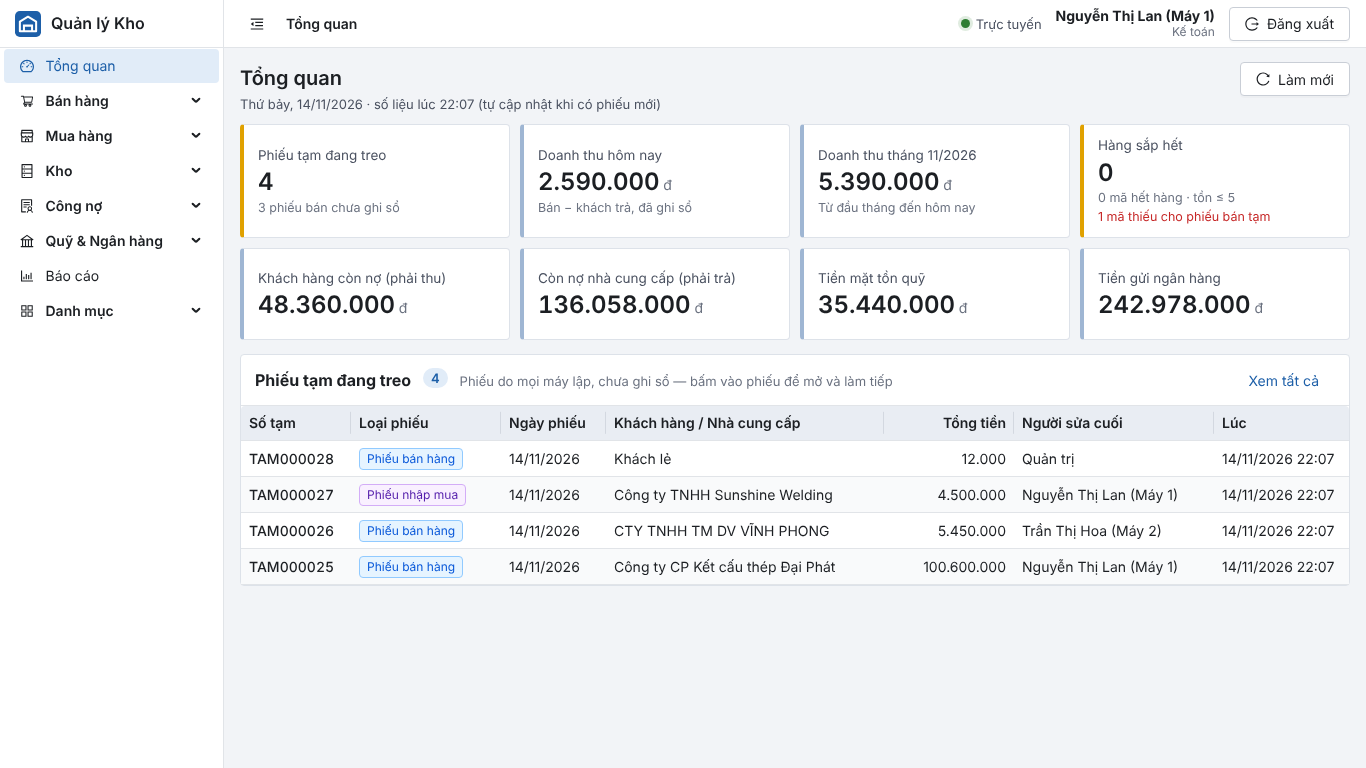 Quản lý Kho
Tổng quan
Trực tuyến
Nguyễn Thị Lan (Máy 1)
Kế toán
Đăng xuất
Tổng quan
Bán hàng
Mua hàng
Kho
Công nợ
Quỹ & Ngân hàng
Báo cáo
Danh mục
Tổng quan
Làm mới
Thứ bảy, 14/11/2026 · số liệu lúc 22:07 (tự cập nhật khi có phiếu mới)
Phiếu tạm đang treo
4
3 phiếu bán chưa ghi sổ
Doanh thu hôm nay
2.590.000 đ
Bán − khách trả, đã ghi sổ
Doanh thu tháng 11/2026
5.390.000 đ
Từ đầu tháng đến hôm nay
Hàng sắp hết
0
0 mã hết hàng · tồn ≤ 5
1 mã thiếu cho phiếu bán tạm
Khách hàng còn nợ (phải thu)
48.360.000 đ
Còn nợ nhà cung cấp (phải trả)
136.058.000 đ
Tiền mặt tồn quỹ
35.440.000 đ
Tiền gửi ngân hàng
242.978.000 đ
Phiếu tạm đang treo 4 Phiếu do mọi máy lập, chưa ghi sổ — bấm vào phiếu để mở và làm tiếp Xem tất cả
Số tạm Loại phiếu Ngày phiếu Khách hàng / Nhà cung cấp Tổng tiền Người sửa cuối Lúc
TAM000028 Phiếu bán hàng 14/11/2026 Khách lẻ 12.000 Quản trị 14/11/2026 22:07
TAM000027 Phiếu nhập mua 14/11/2026 Công ty TNHH Sunshine Welding 4.500.000 Nguyễn Thị Lan (Máy 1) 14/11/2026 22:07
TAM000026 Phiếu bán hàng 14/11/2026 CTY TNHH TM DV VĨNH PHONG 5.450.000 Trần Thị Hoa (Máy 2) 14/11/2026 22:07
TAM000025 Phiếu bán hàng 14/11/2026 Công ty CP Kết cấu thép Đại Phát 100.600.000 Nguyễn Thị Lan (Máy 1) 14/11/2026 22:07